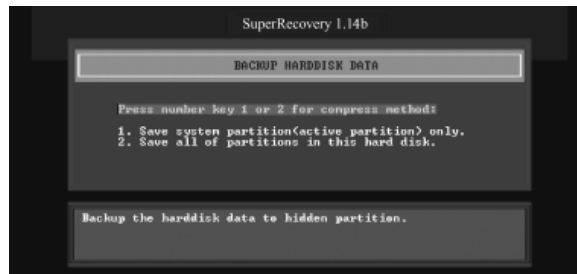 SuperRecovery 1.14b
BACKUP HARDDISK DATA
Press number key 1 or 2 for compress method:
1. Save system partition<active partition> only.
2. Save all of partitions in this hard disk.
Backup the harddisk data to hidden partition.